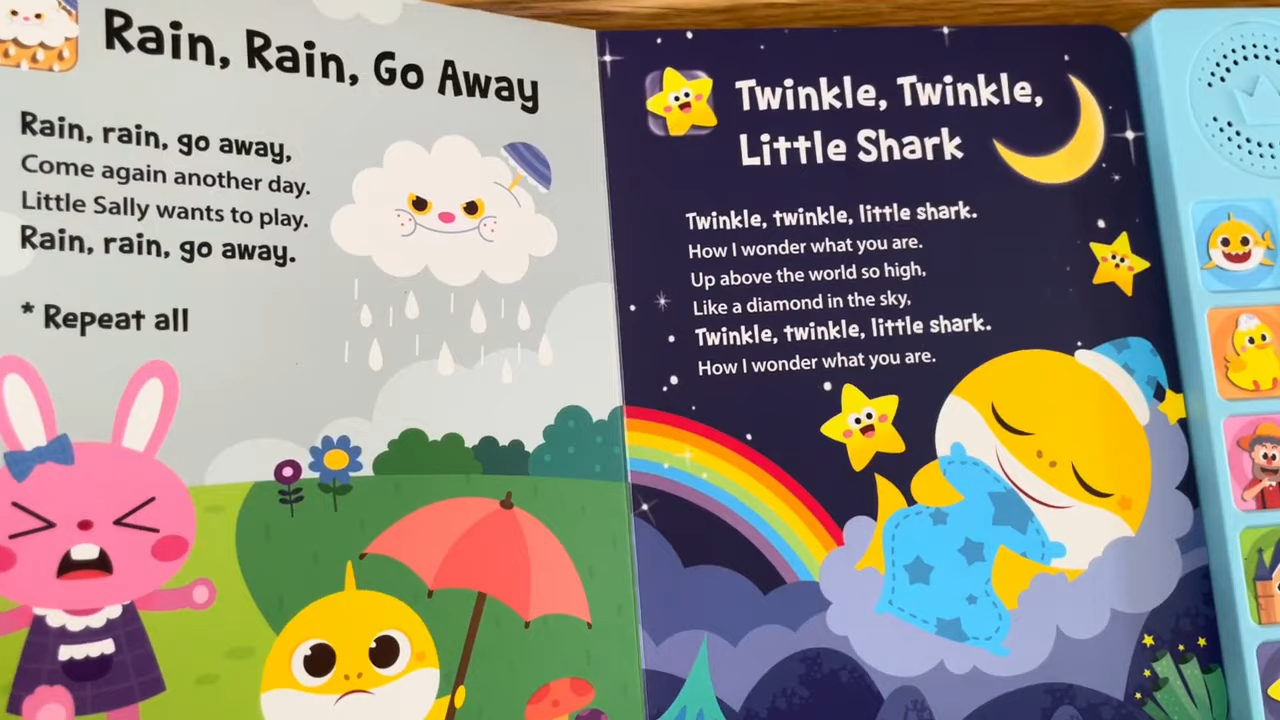 Rain, Rain, Go Away
Rain, rain, go away,
Come again another day.
Little Sally wants to play.
Rain, rain, go away.
* Repeat all
Twinkle, Twinkle,
Little Shark
Twinkle, twinkle, little shark.
How I wonder what you are.
Up above the world so high,
Like a diamond in the sky,
Twinkle, twinkle, little shark.
How I wonder what you are.